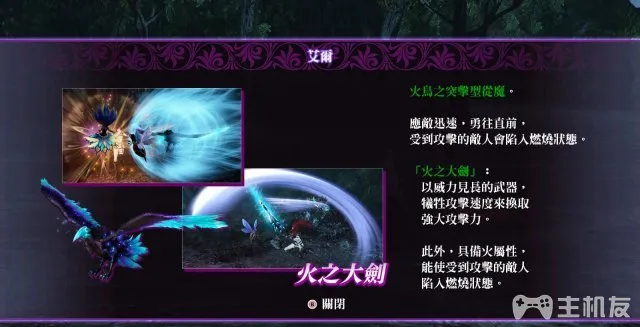 艾爾
火鳥之突擊型從魔。
應敵迅速，勇往直前，
受到攻擊的敵人會陷入燃燒狀態。
「火之大劍」：
以威力見長的武器，
犧牲攻擊速度來換取
強大攻擊力。
此外，具備火屬性，
能使受到攻擊的敵人
陷入燃燒狀態。
火之大劍
關閉
主机友